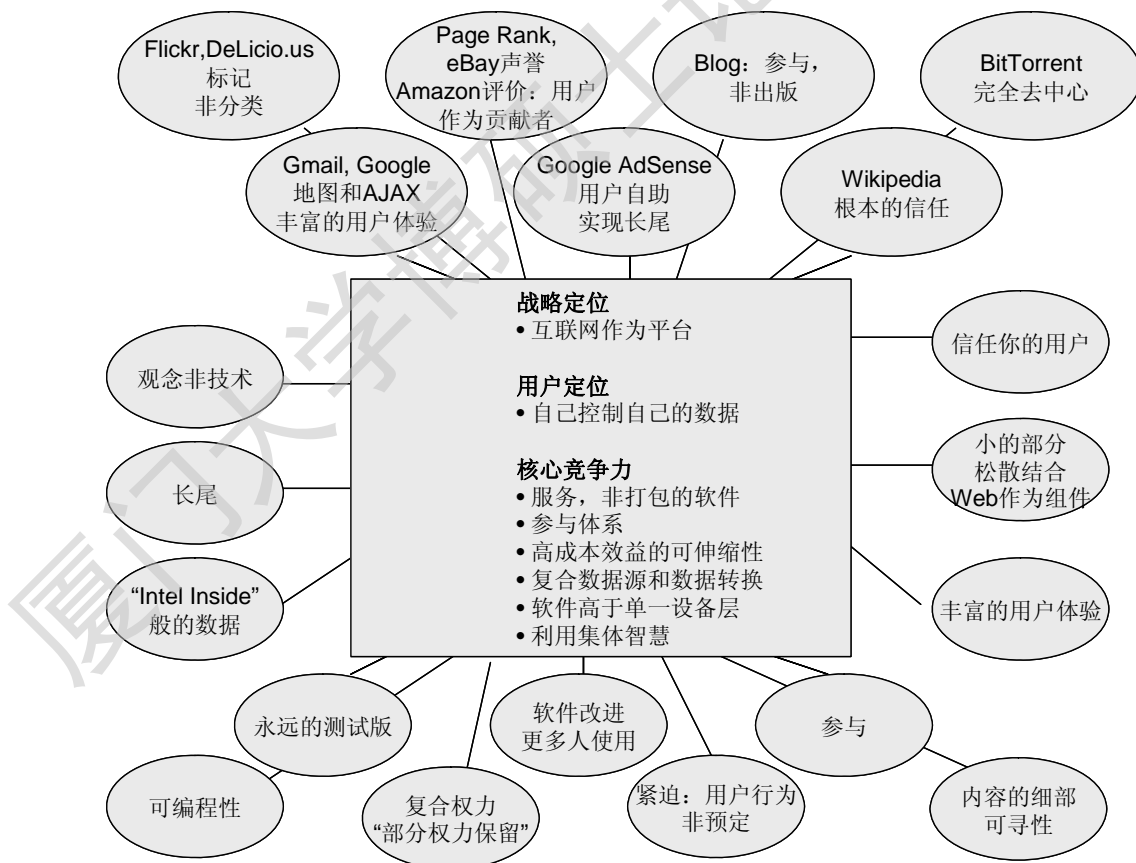 Flickr,DeLicio.us
标记
非分类
Page Rank,
eBay声誉
Amazon评价：用户
作为贡献者
Blog：参与，
非出版
BitTorrent
完全去中心
Gmail, Google
地图和AJAX
丰富的用户体验
Google AdSense
用户自助
实现长尾
Wikipedia
根本的信任
战略定位
• 互联网作为平台
用户定位
• 自己控制自己的数据
核心竞争力
• 服务，非打包的软件
• 参与体系
• 高成本效益的可伸缩性
• 复合数据源和数据转换
• 软件高于单一设备层
• 利用集体智慧
观念非技术
长尾
“Intel Inside”
般的数据
信任你的用户
小的部分
松散结合
Web作为组件
丰富的用户体验
永远的测试版
软件改进
更多人使用
参与
可编程性
复合权力
“部分权力保留”
紧迫：用户行为
非预定
内容的细部
可寻性
厦门大学博硕士论